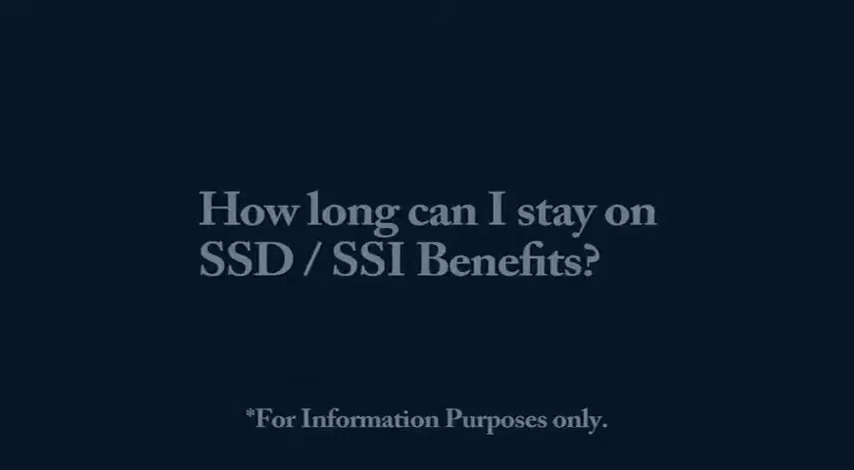 How long can I stay on
SSD / SSI Benefits?
*For Information Purposes only.